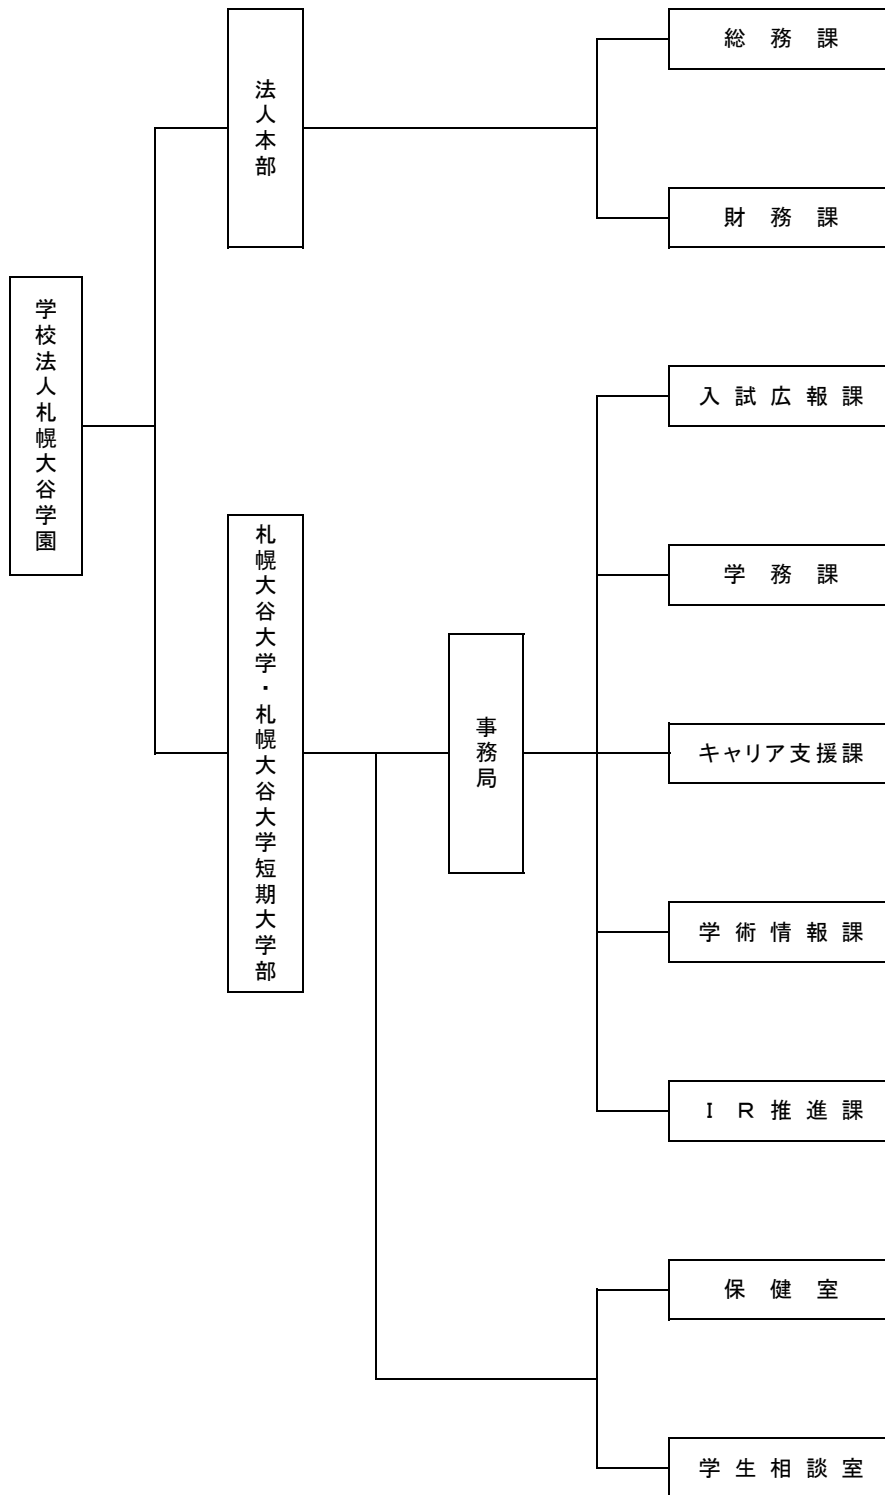 学校法人札幌大谷学園
法人本部
総務課
財務課
札幌大谷大学・札幌大谷大学短期大学部
事務局
入試広報課
学務課
キャリア支援課
学術情報課
ＩＲ推進課
保健室
学生相談室